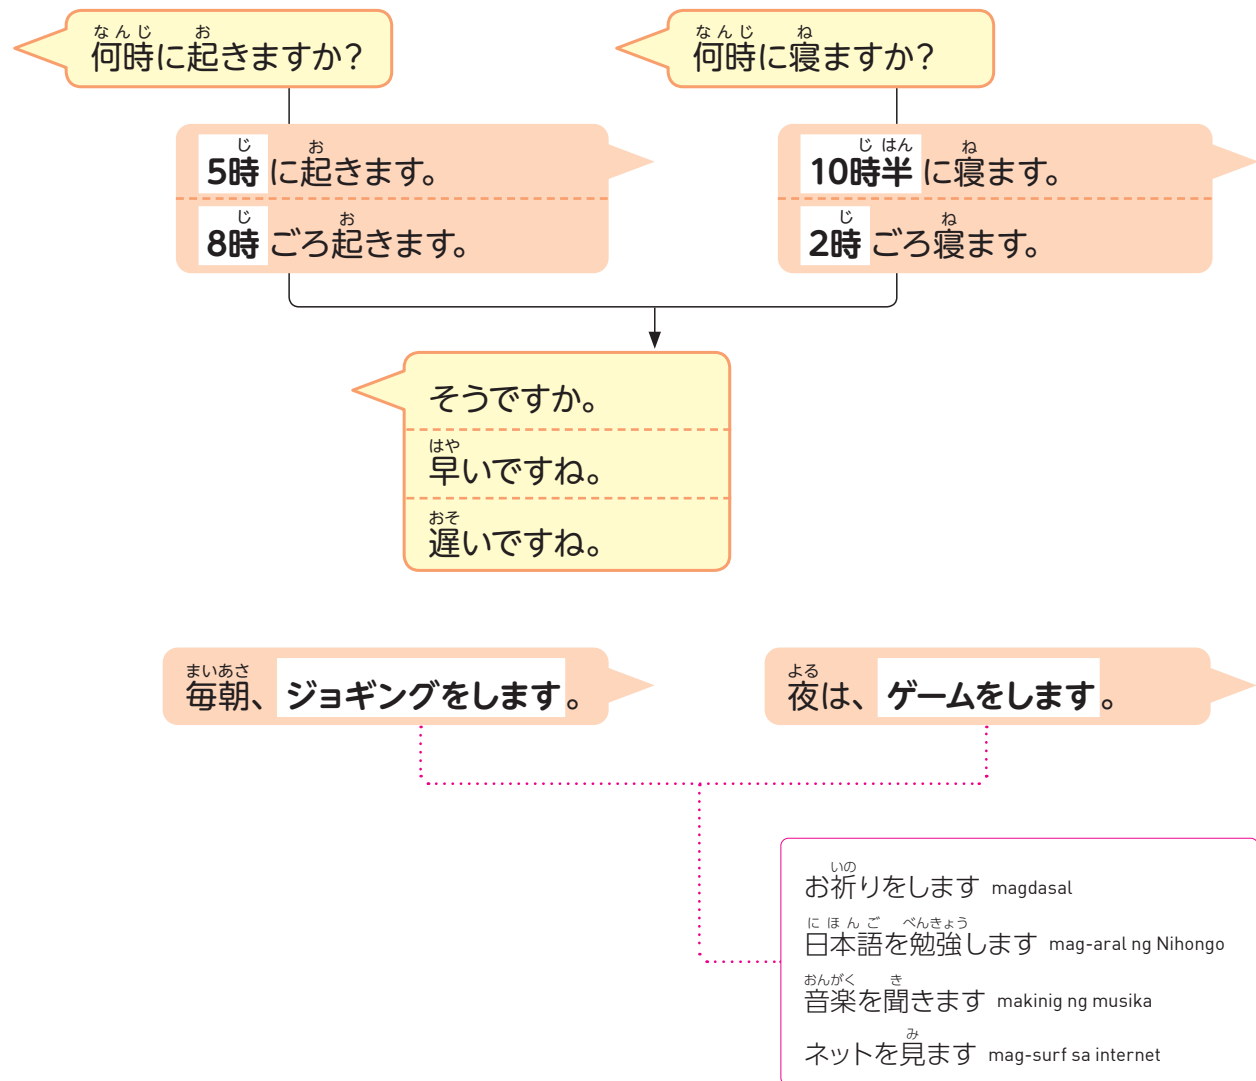 なんじ お
何時に起きますか？
なんじ ね
何時に寝ますか？
じ お
5時に起きます。
じ お
8時ごろ起きます。
じ はん ね
10時半に寝ます。
じ ね
2時ごろ寝ます。
そうですか。
はや
早いですね。
おそ
遅いですね。
まいあさ
毎朝、ジョギングをします。
よる
夜は、ゲームをします。
いの
お祈りをします magdasal
にほんご べんきょう
日本語を勉強します mag-aral ng Nihongo
おんがく き
音楽を聞きます makinig ng musika
み
ネットを見ます mag-surf sa internet